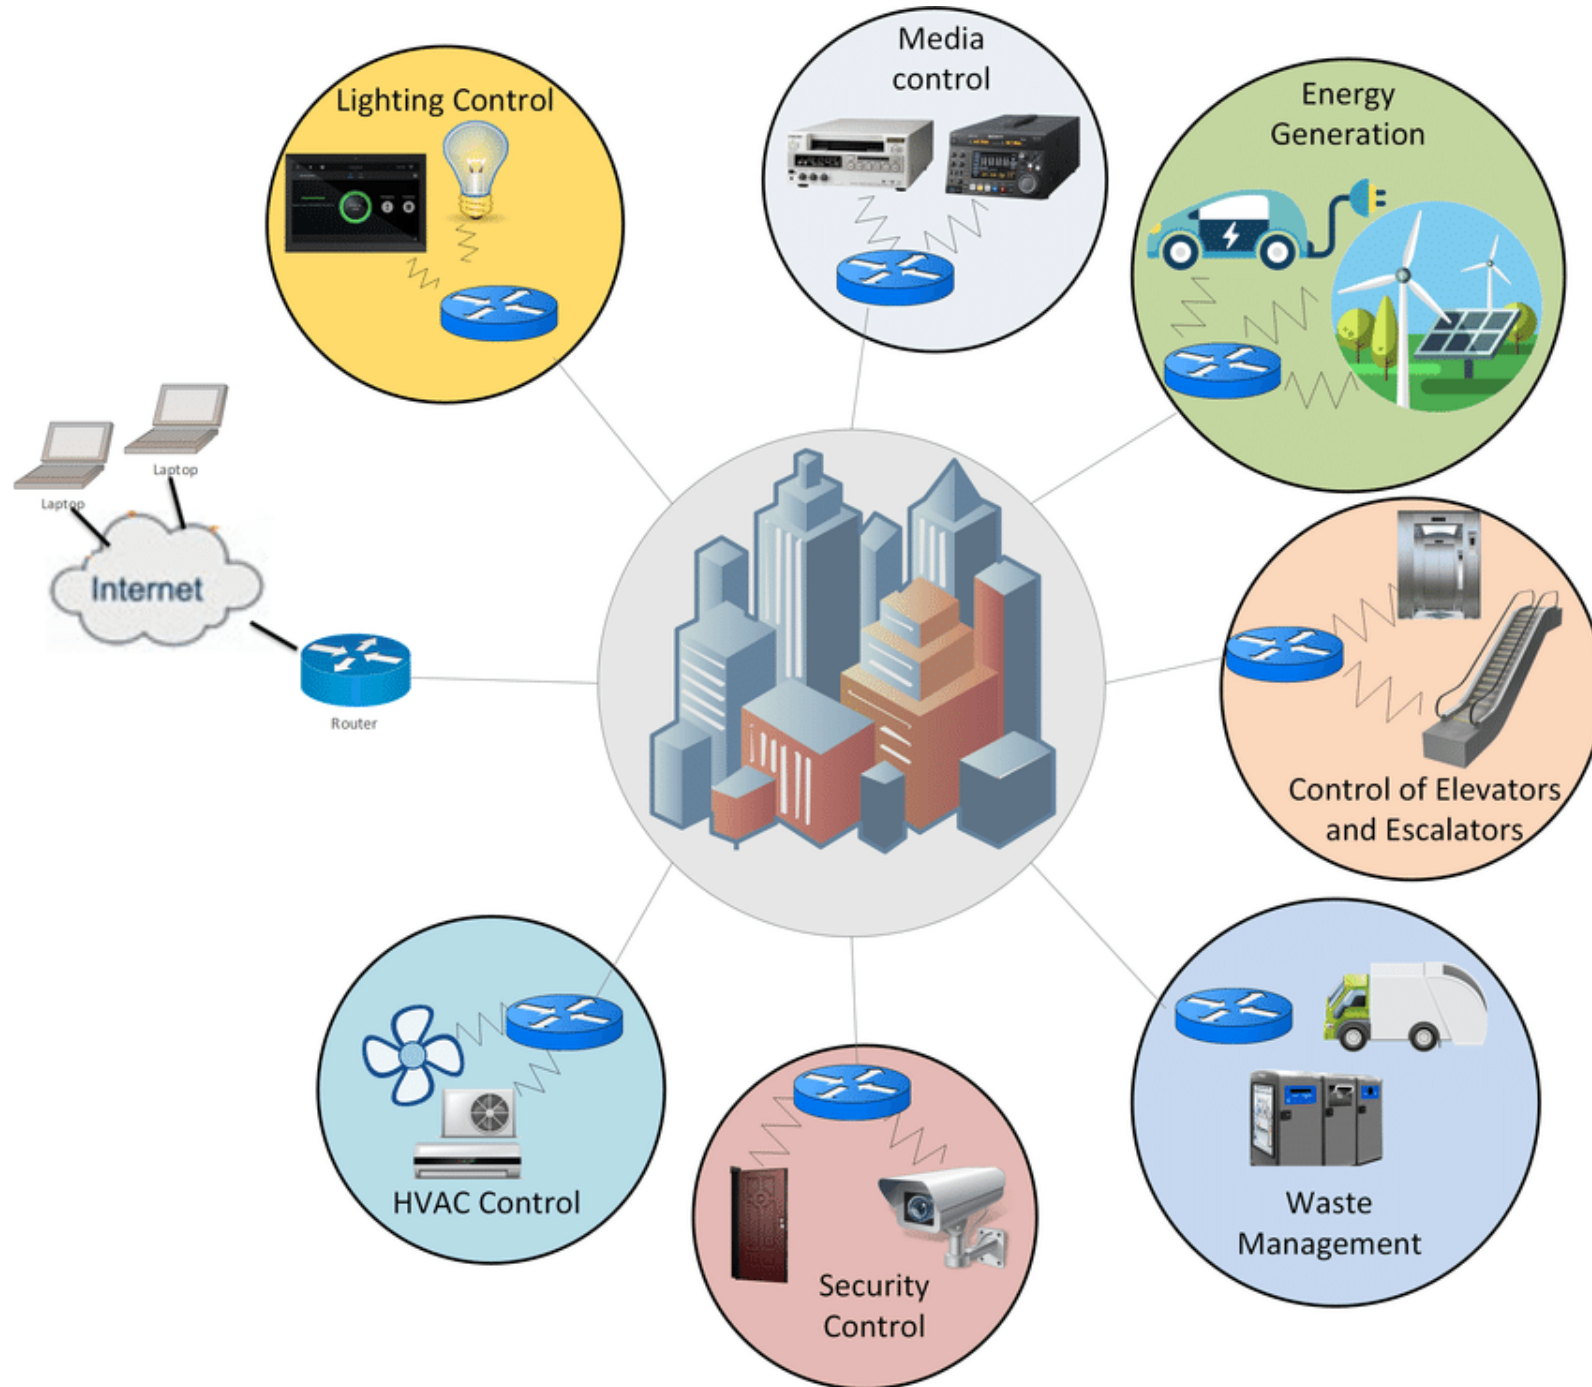 Media
control
Lighting Control
Energy
Generation
Laptop
Laptop
Internet
Router
Control of Elevators
and Escalators
HVAC Control
Waste
Management
Security
Control